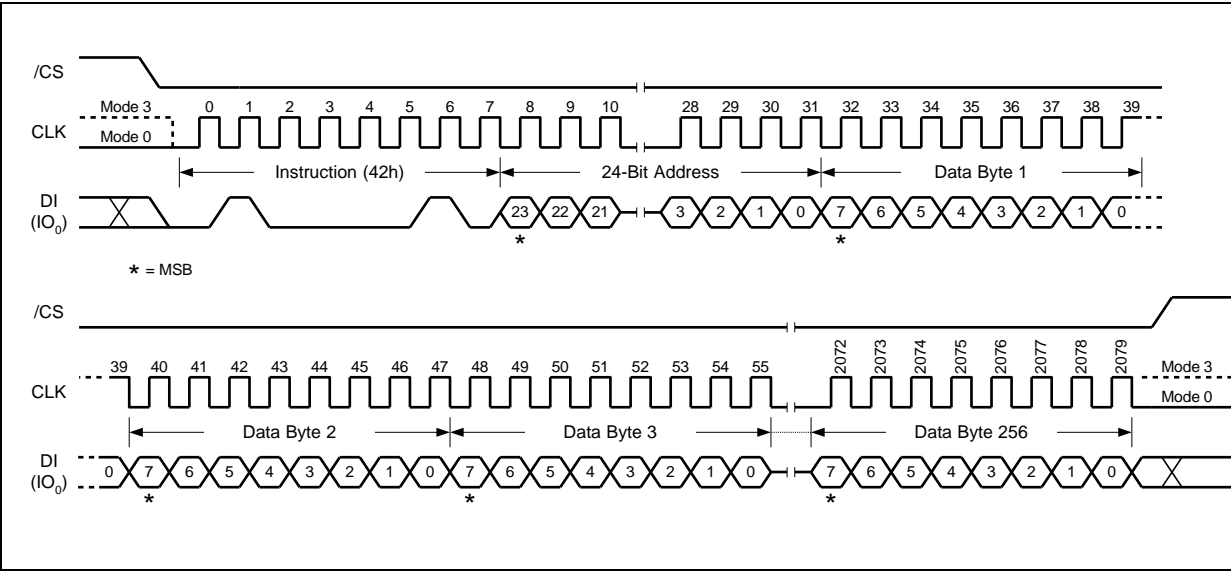 /CS
Mode 3 0 1 2 3 4 5 6 7 8 9 10 28 29 30 31 32 33 34 35 36 37 38 39
CLK
Mode 0
Instruction (42h) 24-Bit Address Data Byte 1
DI
(IO0)
23 22 21 3 2 1 0 7 6 5 4 3 2 1 0
* *
* = MSB
/CS
39 40 41 42 43 44 45 46 47 48 49 50 51 52 53 54 55 2072 2073 2074 2075 2076 2077 2078 2079 Mode 3
CLK
Mode 0
Data Byte 2 Data Byte 3 Data Byte 256
DI
(IO0)
0 7 6 5 4 3 2 1 0 7 6 5 4 3 2 1 0 7 6 5 4 3 2 1 0
* * *